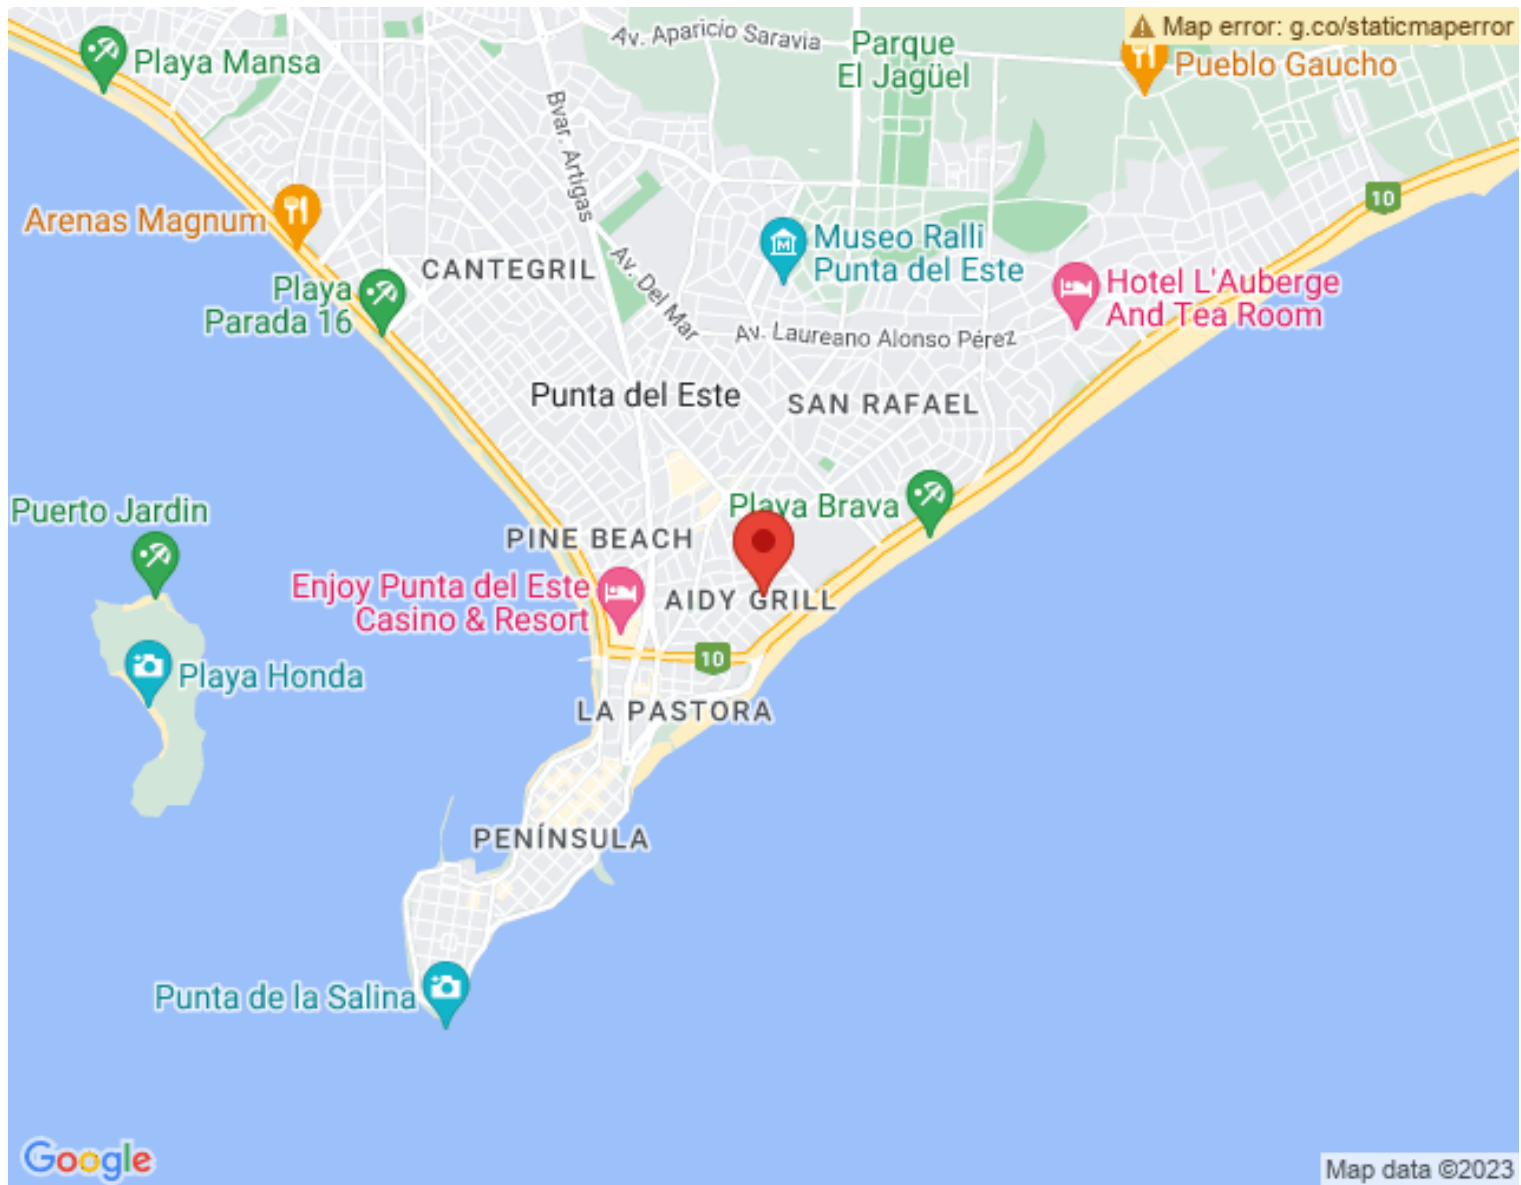 Map error: g.co/staticmaperror
Av. Aparicio Saravia
Parque
El Jagüel
Playa Mansa
Pueblo Gaucho
Bvar. Artigas
10
Arenas Magnum
Museo Ralli
Punta del Este
CANTEGRIL
Av. Del Mar
Hotel L'Auberge
And Tea Room
Playa
Parada 16
Av. Laureano Alonso Pérez
Punta del Este
SAN RAFAEL
Playa Brava
Puerto Jardin
PINE BEACH
Enjoy Punta del Este
Casino & Resort
AIDY GRILL
10
Playa Honda
LA PASTORA
PENÍNSULA
Punta de la Salina
Google
Map data ©2023